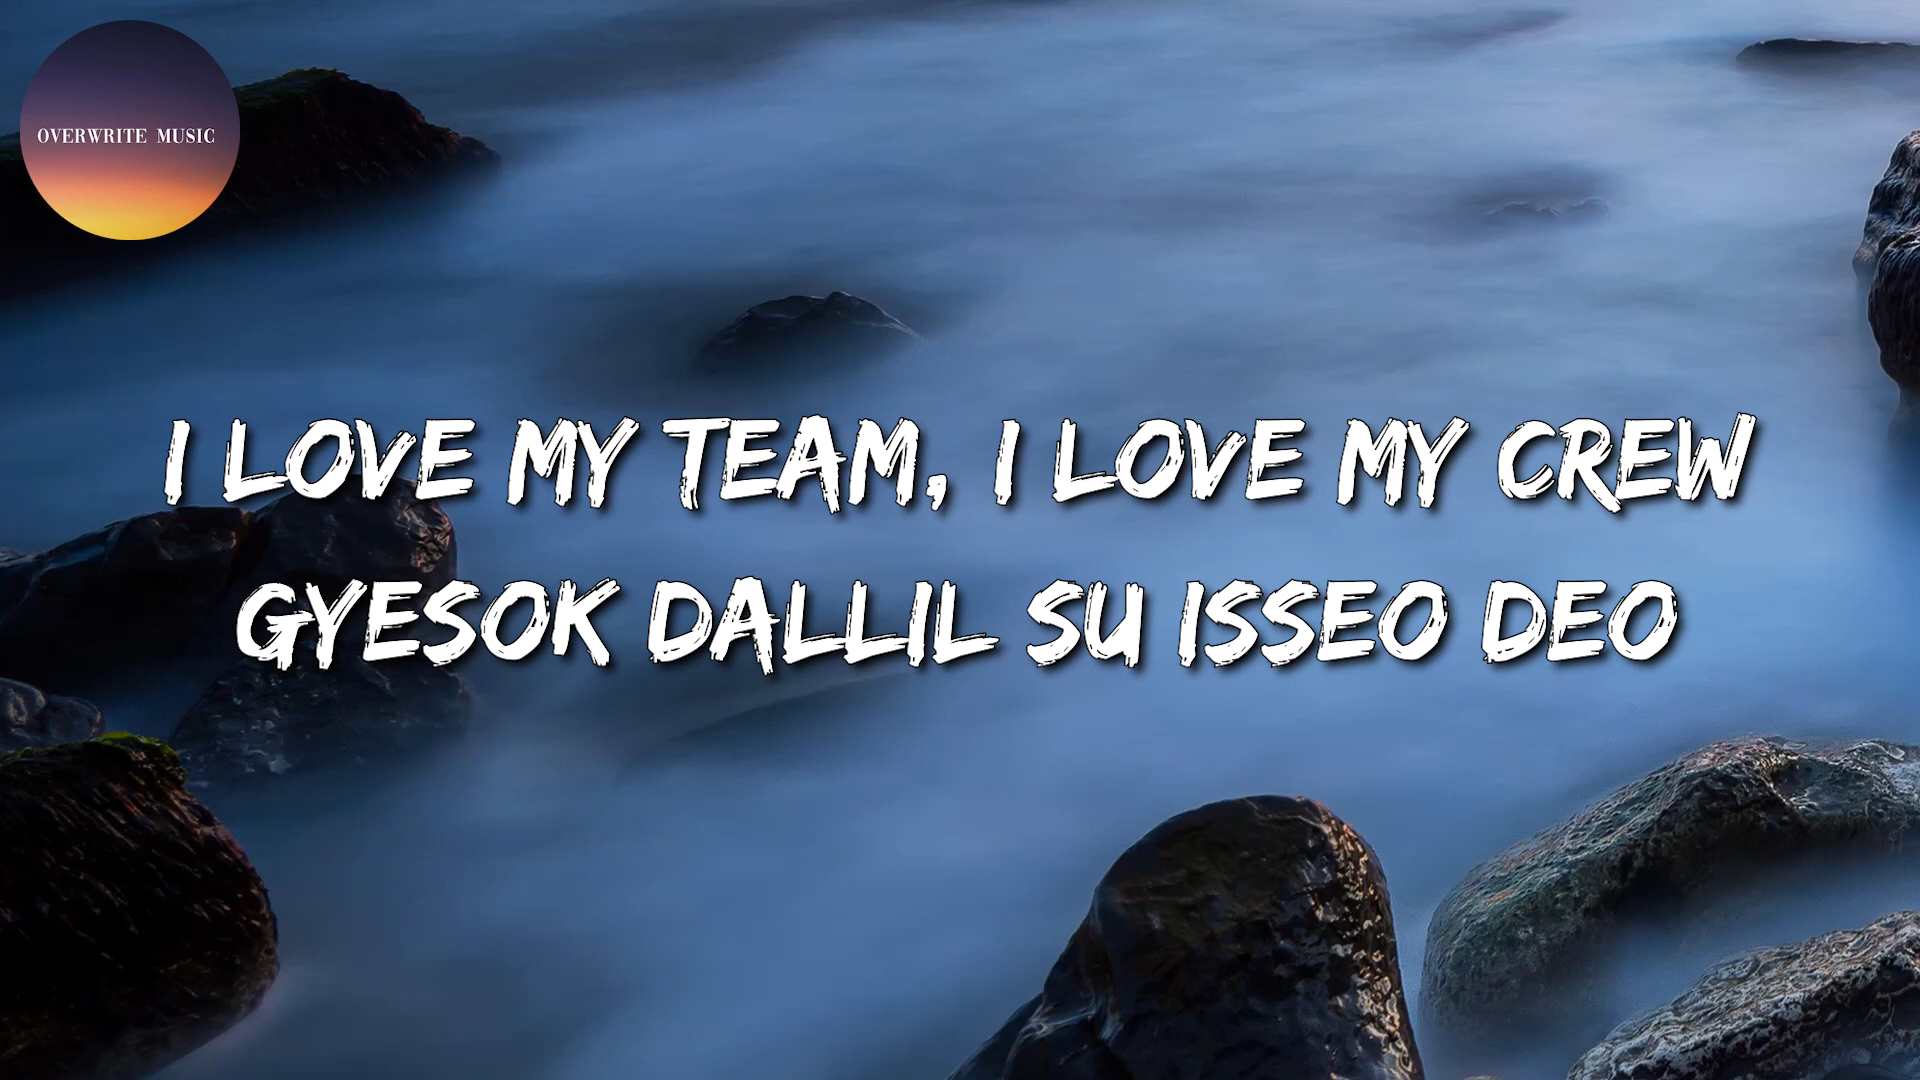 OVERWRITE MUSIC
I LOVE MY TEAM, I LOVE MY CREW
GYESOK DALLIL SU ISSEO DEO